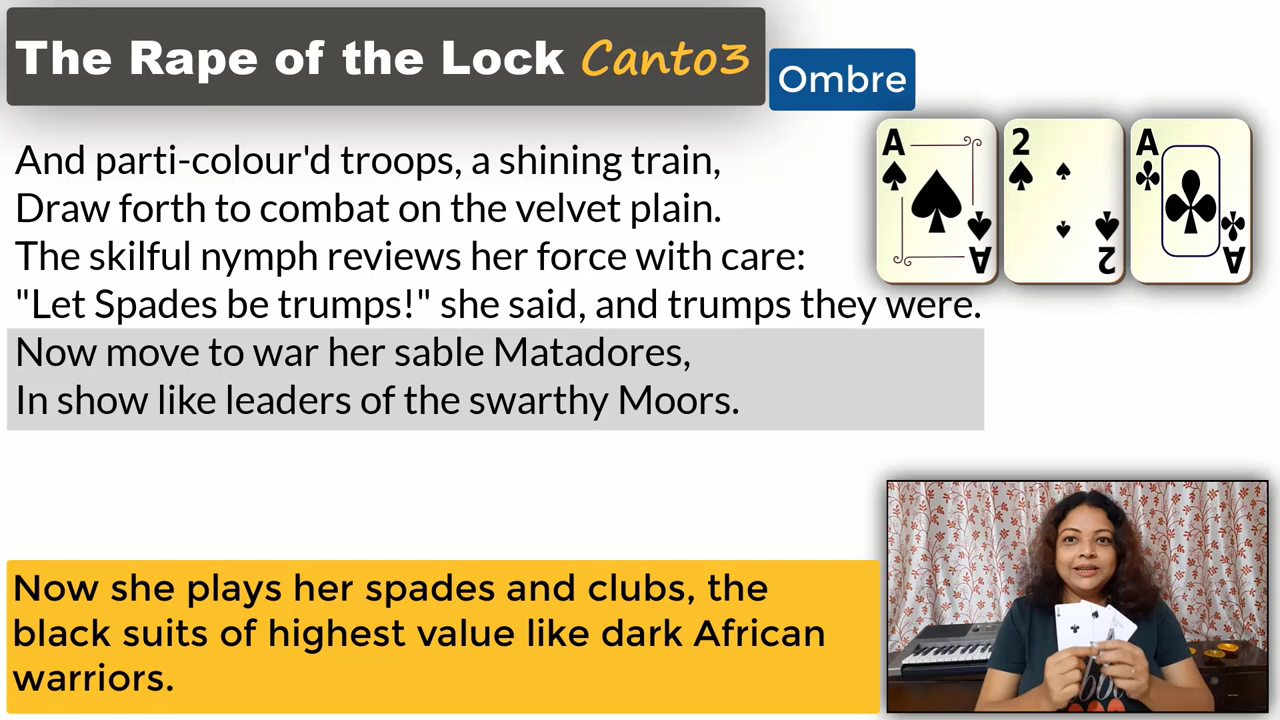 The Rape of the Lock Canto3
Ombre
And parti-colour'd troops, a shining train,
Draw forth to combat on the velvet plain.
The skilful nymph reviews her force with care:
"Let Spades be trumps!" she said, and trumps they were.
Now move to war her sable Matadores,
In show like leaders of the swarthy Moors.
A A
2 2
A A
Now she plays her spades and clubs, the
black suits of highest value like dark African
warriors.